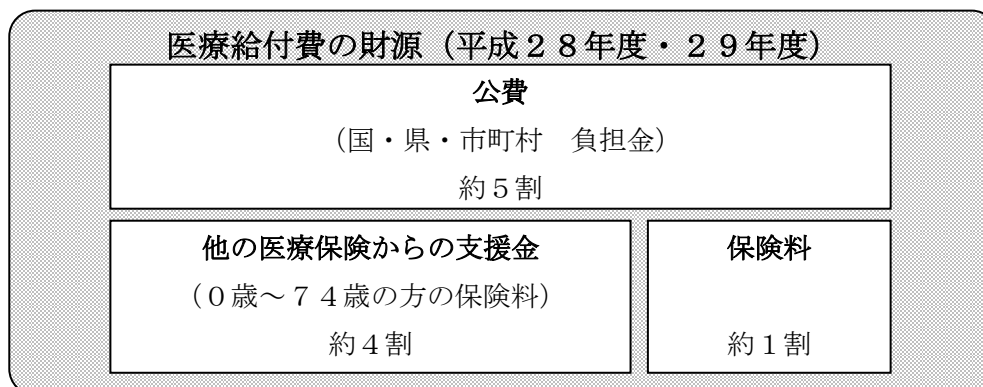 医療給付費の財源(平成28年度・29年度)
公費
(国・県・市町村　負担金)
約5割
他の医療保険からの支援金
(0歳~74歳の方の保険料)
約4割
保険料
約1割